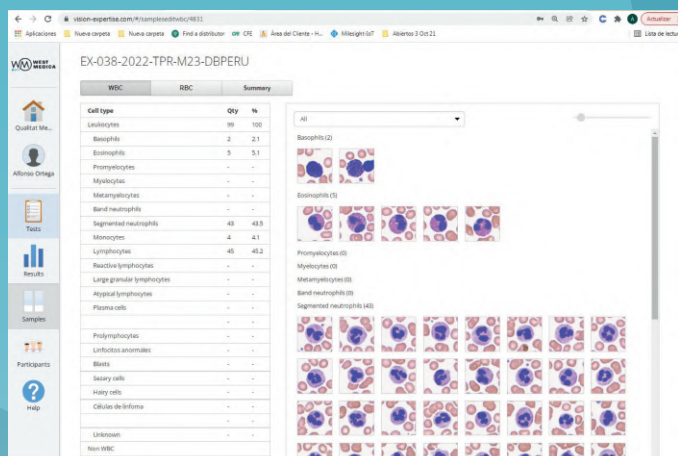 vision-expertise.com/#/sampleseditwbc/4831
Actualizar
Aplicaciones Nueva carpeta Nueva carpeta Find a distributor CFE Área del Cliente - H... Milesight-IoT Abiertos 3 Oct 21 Lista de lectur
WM WEST MEDICA
EX-038-2022-TPR-M23-DBPERU
WBC RBC Summary
Qualitat Me...
Alfonso Ortega
Tests
Results
Samples
Participants
Help
Cell type Qty %
Leukocytes 99 100
Basophils 2 2.1
Eosinophils 5 5.1
Promyelocytes - -
Myelocytes - -
Metamyelocytes - -
Band neutrophils - -
Segmented neutrophils 43 43.5
Monocytes 4 4.1
Lymphocytes 45 45.2
Reactive lymphocytes - -
Large granular lymphocytes - -
Atypical lymphocytes - -
Plasma cells - -
- -
Prolymphocytes - -
Linfocitos anormales - -
Blasts - -
Sezary cells - -
Hairy cells - -
Células de linfoma - -
- -
Unknown - -
Non WBC
All
Basophils (2)
Eosinophils (5)
Promyelocytes (0)
Myelocytes (0)
Metamyelocytes (0)
Band neutrophils (0)
Segmented neutrophils (43)